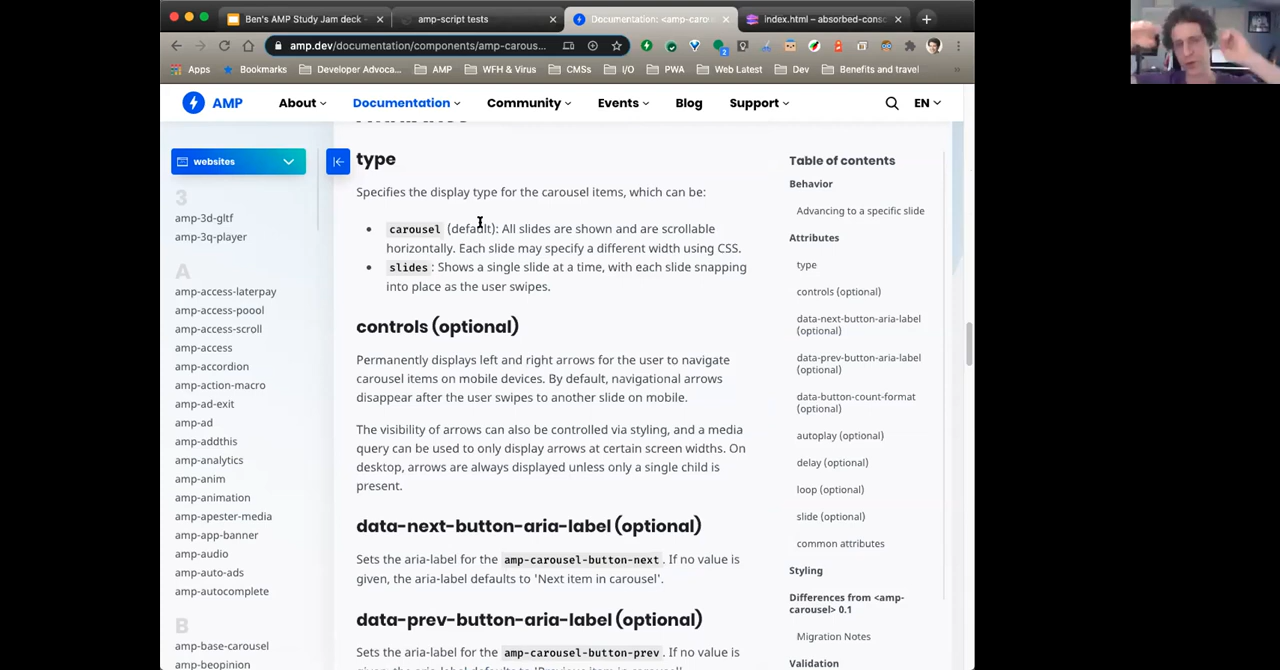 Ben's AMP Study Jam deck
amp-script tests
Documentation: <amp-carou
index.html – absorbed-cons
amp.dev/documentation/components/amp-carous...
2
Apps
Bookmarks
Developer Advoca...
AMP
WFH & Virus
CMSs
I/O
PWA
Web Latest
Dev
Benefits and travel
»
AMP
About
Documentation
Community
Events
Blog
Support
EN
websites
3
amp-3d-gltf
amp-3q-player
A
amp-access-laterpay
amp-access-poool
amp-access-scroll
amp-access
amp-accordion
amp-action-macro
amp-ad-exit
amp-ad
amp-addthis
amp-analytics
amp-anim
amp-animation
amp-apester-media
amp-app-banner
amp-audio
amp-auto-ads
amp-autocomplete
B
amp-base-carousel
amp-beopinion
type
Specifies the display type for the carousel items, which can be:
carousel (default): All slides are shown and are scrollable
horizontally. Each slide may specify a different width using CSS.
slides : Shows a single slide at a time, with each slide snapping
into place as the user swipes.
controls (optional)
Permanently displays left and right arrows for the user to navigate
carousel items on mobile devices. By default, navigational arrows
disappear after the user swipes to another slide on mobile.
The visibility of arrows can also be controlled via styling, and a media
query can be used to only display arrows at certain screen widths. On
desktop, arrows are always displayed unless only a single child is
present.
data-next-button-aria-label (optional)
Sets the aria-label for the amp-carousel-button-next . If no value is
given, the aria-label defaults to 'Next item in carousel'.
data-prev-button-aria-label (optional)
Sets the aria-label for the amp-carousel-button-prev . If no value is
Table of contents
Behavior
Advancing to a specific slide
Attributes
type
controls (optional)
data-next-button-aria-label
(optional)
data-prev-button-aria-label
(optional)
data-button-count-format
(optional)
autoplay (optional)
delay (optional)
loop (optional)
slide (optional)
common attributes
Styling
Differences from <amp-
carousel> 0.1
Migration Notes
Validation